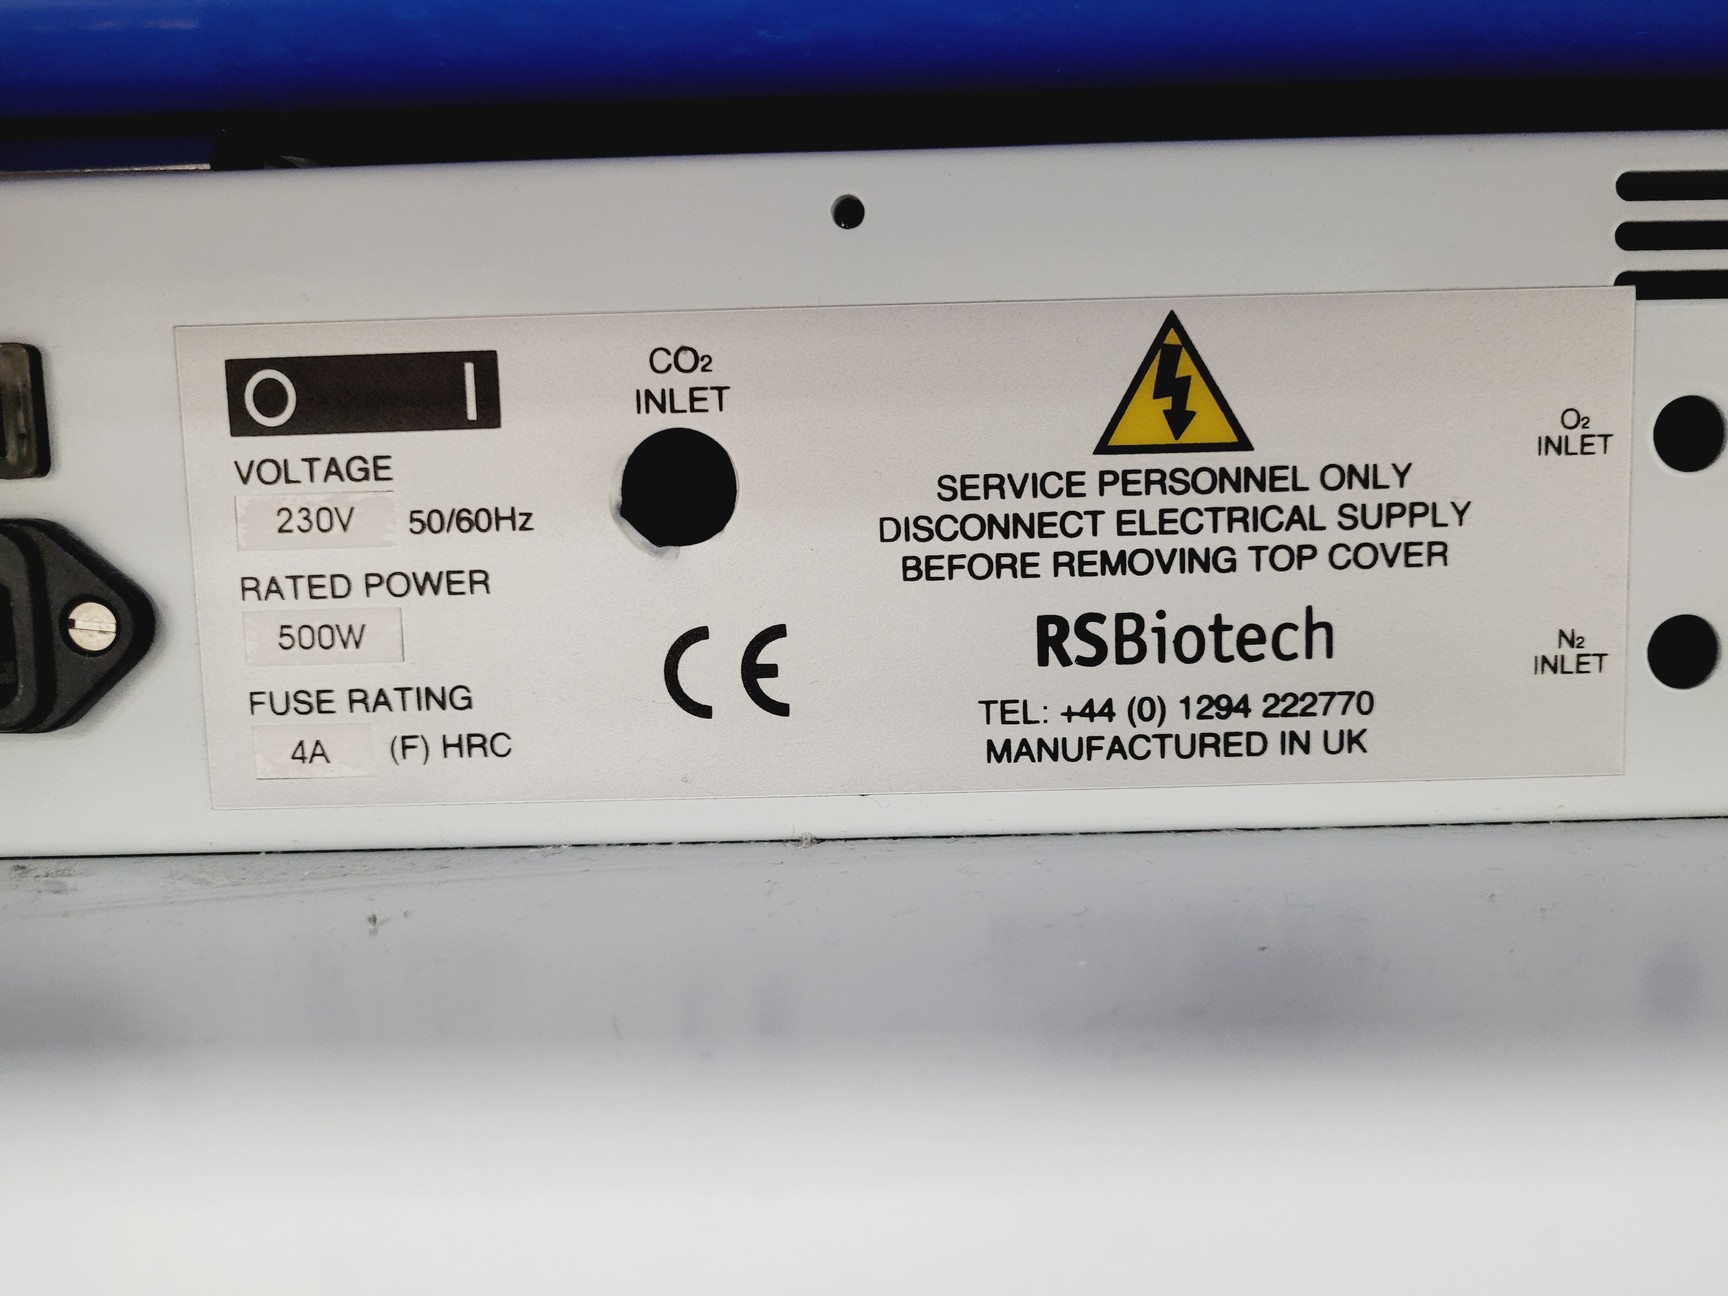 O I
VOLTAGE
230V 50/60Hz
RATED POWER
500W
FUSE RATING
4A (F) HRC
CO₂
INLET
CE
SERVICE PERSONNEL ONLY
DISCONNECT ELECTRICAL SUPPLY
BEFORE REMOVING TOP COVER
RSBiotech
TEL: +44 (0) 1294 222770
MANUFACTURED IN UK
O₂
INLET
N₂
INLET